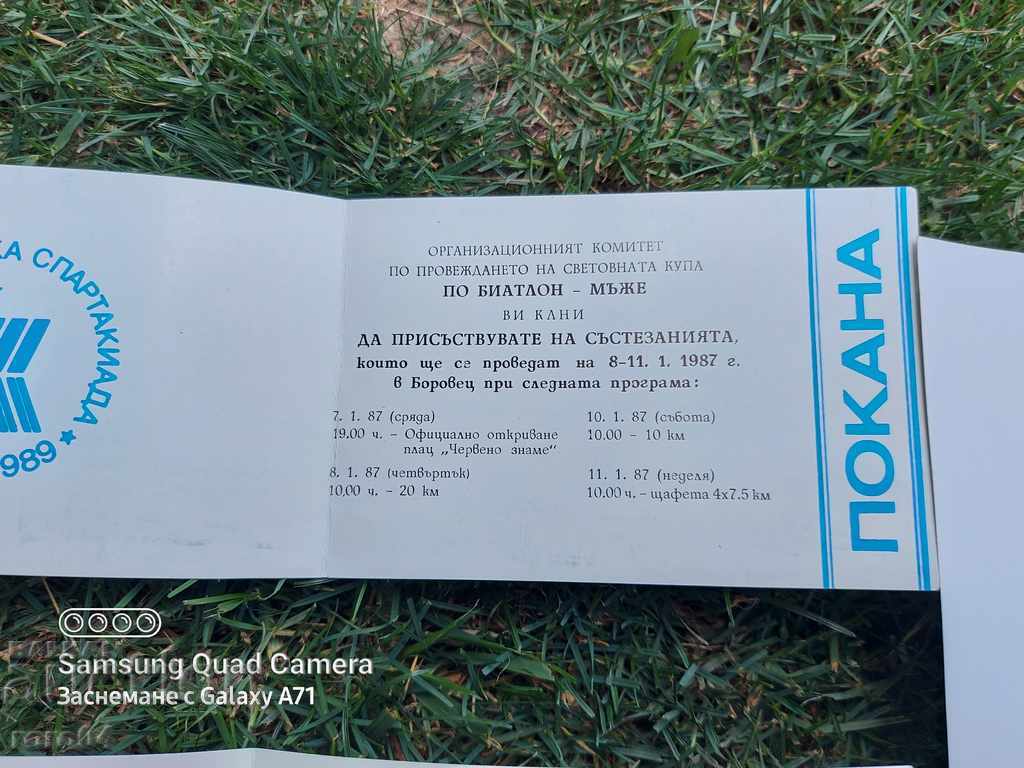 КА СПАРТАКИАДА
1989
ОРГАНИЗАЦИОННИЯТ КОМИТЕТ
ПО ПРОВЕЖДАНЕТО НА СВЕТОВНАТА КУПА
ПО БИАТЛОН – МЪЖЕ
ВИ КАНИ
ДА ПРИСЪСТВУВАТЕ НА СЪСТЕЗАНИЯТА,
които ще се проведат на 8–11. 1. 1987 г.
в Боровец при следната програма:
7. 1. 87 (сряда)
19.00 ч. – Официално откриване
плац „Червено знаме“
8. 1. 87 (четвъртък)
10,00 ч. – 20 км
10. 1. 87 (събота)
10.00 – 10 км
11. 1. 87 (неделя)
10.00 ч. – щафета 4х7.5 км
ПОКАНА
Samsung Quad Camera
Заснемане с Galaxy A71